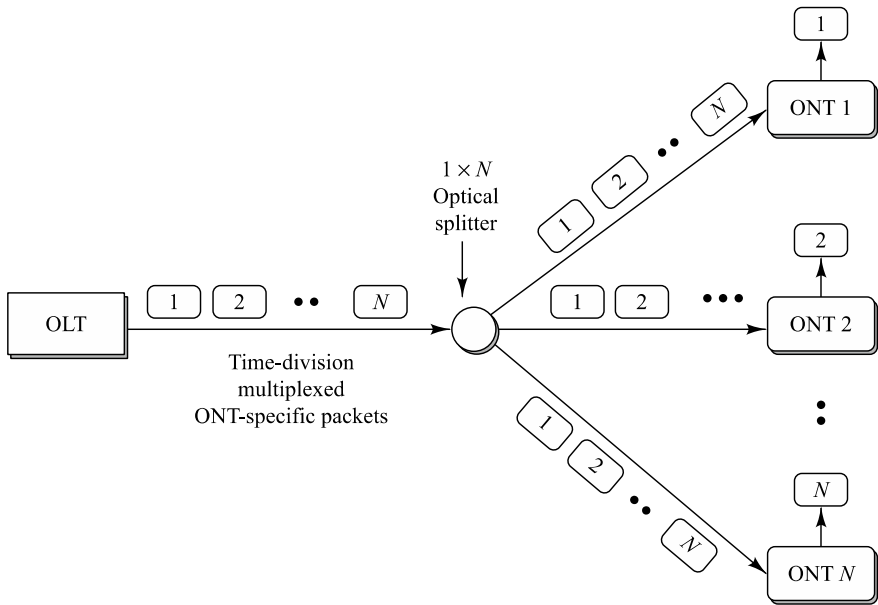 1
ONT 1
N
2
1
1 × N
Optical
splitter
2
1 2 N
1 2
OLT
ONT 2
Time-division
multiplexed
ONT-specific packets
1
2
N
N
ONT N